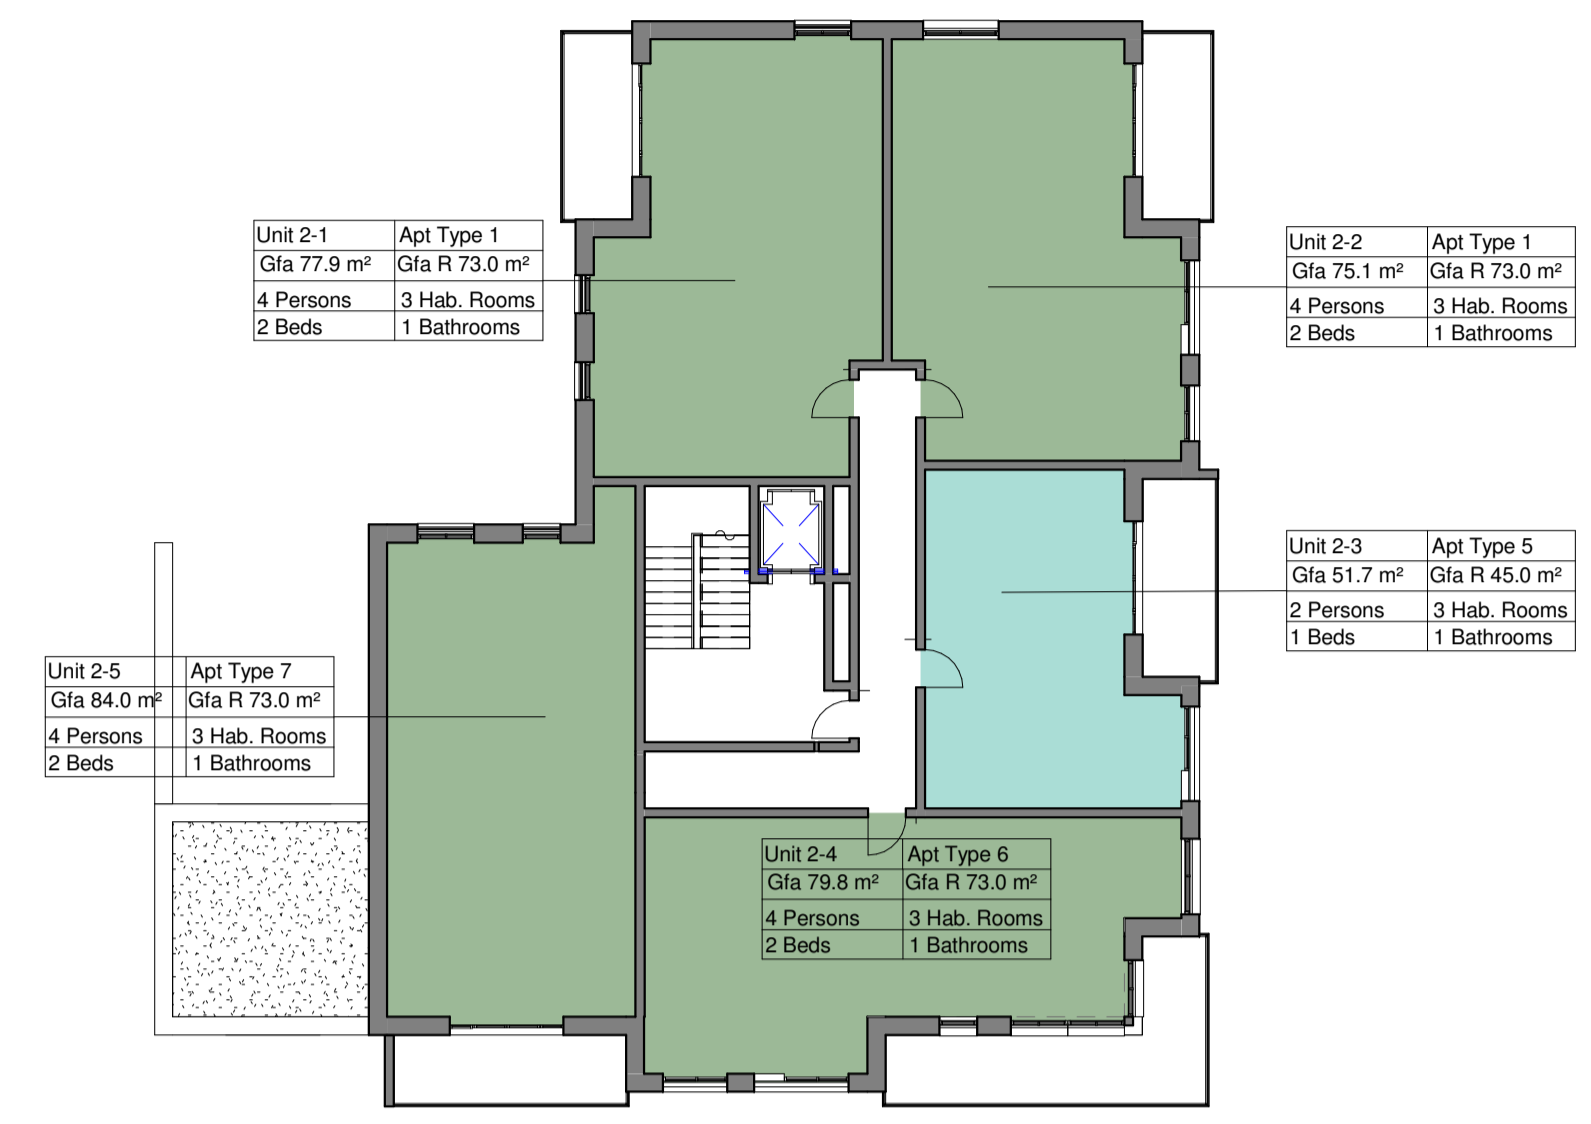 Unit 2-1 Apt Type 1
Gfa 77.9 m² Gfa R 73.0 m²
4 Persons 3 Hab. Rooms
2 Beds 1 Bathrooms
Unit 2-2 Apt Type 1
Gfa 75.1 m² Gfa R 73.0 m²
4 Persons 3 Hab. Rooms
2 Beds 1 Bathrooms
Unit 2-3 Apt Type 5
Gfa 51.7 m² Gfa R 45.0 m²
2 Persons 3 Hab. Rooms
1 Beds 1 Bathrooms
Unit 2-5 Apt Type 7
Gfa 84.0 m² Gfa R 73.0 m²
4 Persons 3 Hab. Rooms
2 Beds 1 Bathrooms
Unit 2-4 Apt Type 6
Gfa 79.8 m² Gfa R 73.0 m²
4 Persons 3 Hab. Rooms
2 Beds 1 Bathrooms